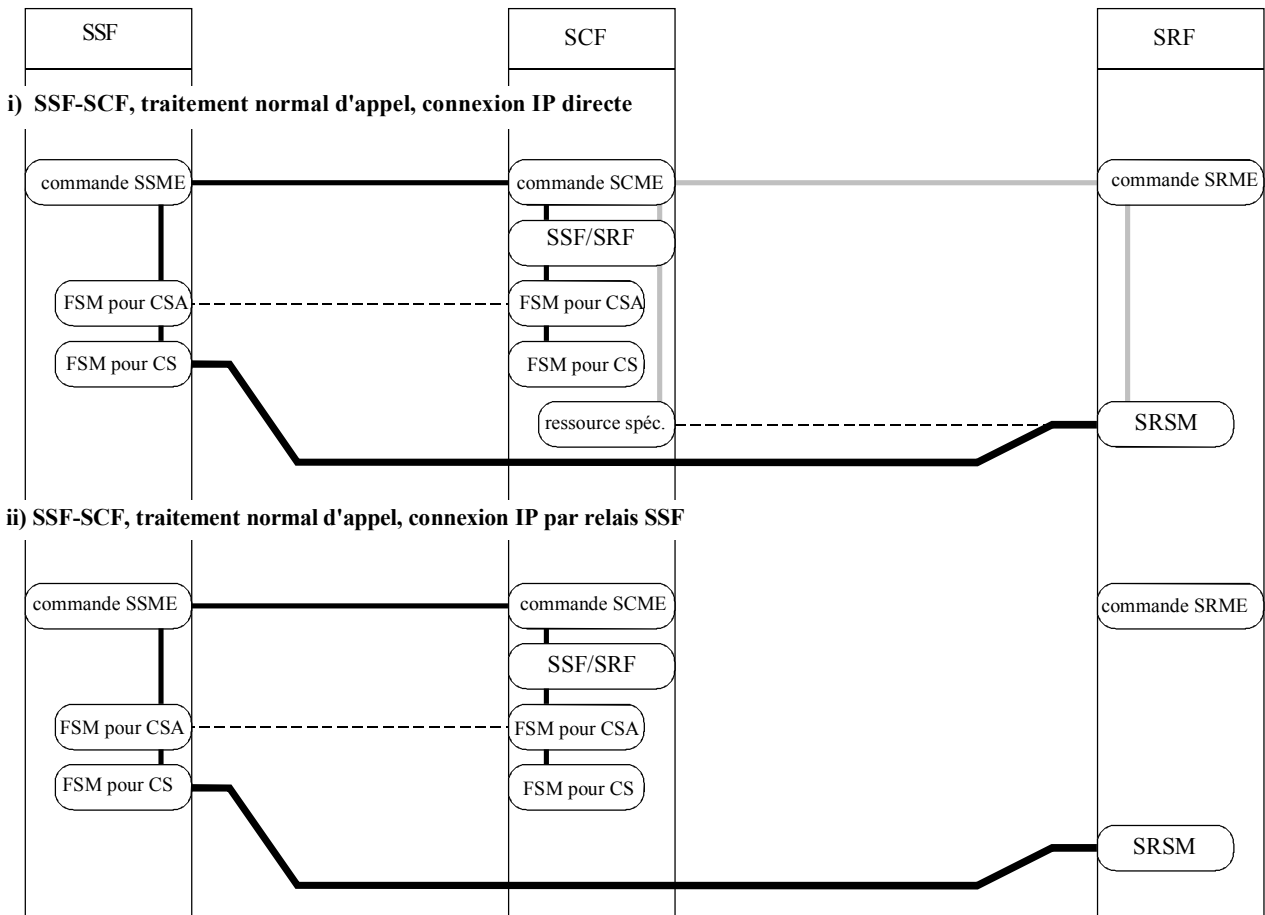 SSF
SCF
SRF
i) SSF-SCF, traitement normal d'appel, connexion IP directe
commande SSME
commande SCME
commande SRME
SSF/SRF
FSM pour CSA
FSM pour CSA
FSM pour CS
FSM pour CS
ressource spéc.
SRSM
ii) SSF-SCF, traitement normal d'appel, connexion IP par relais SSF
commande SSME
commande SCME
commande SRME
SSF/SRF
FSM pour CSA
FSM pour CSA
FSM pour CS
FSM pour CS
SRSM